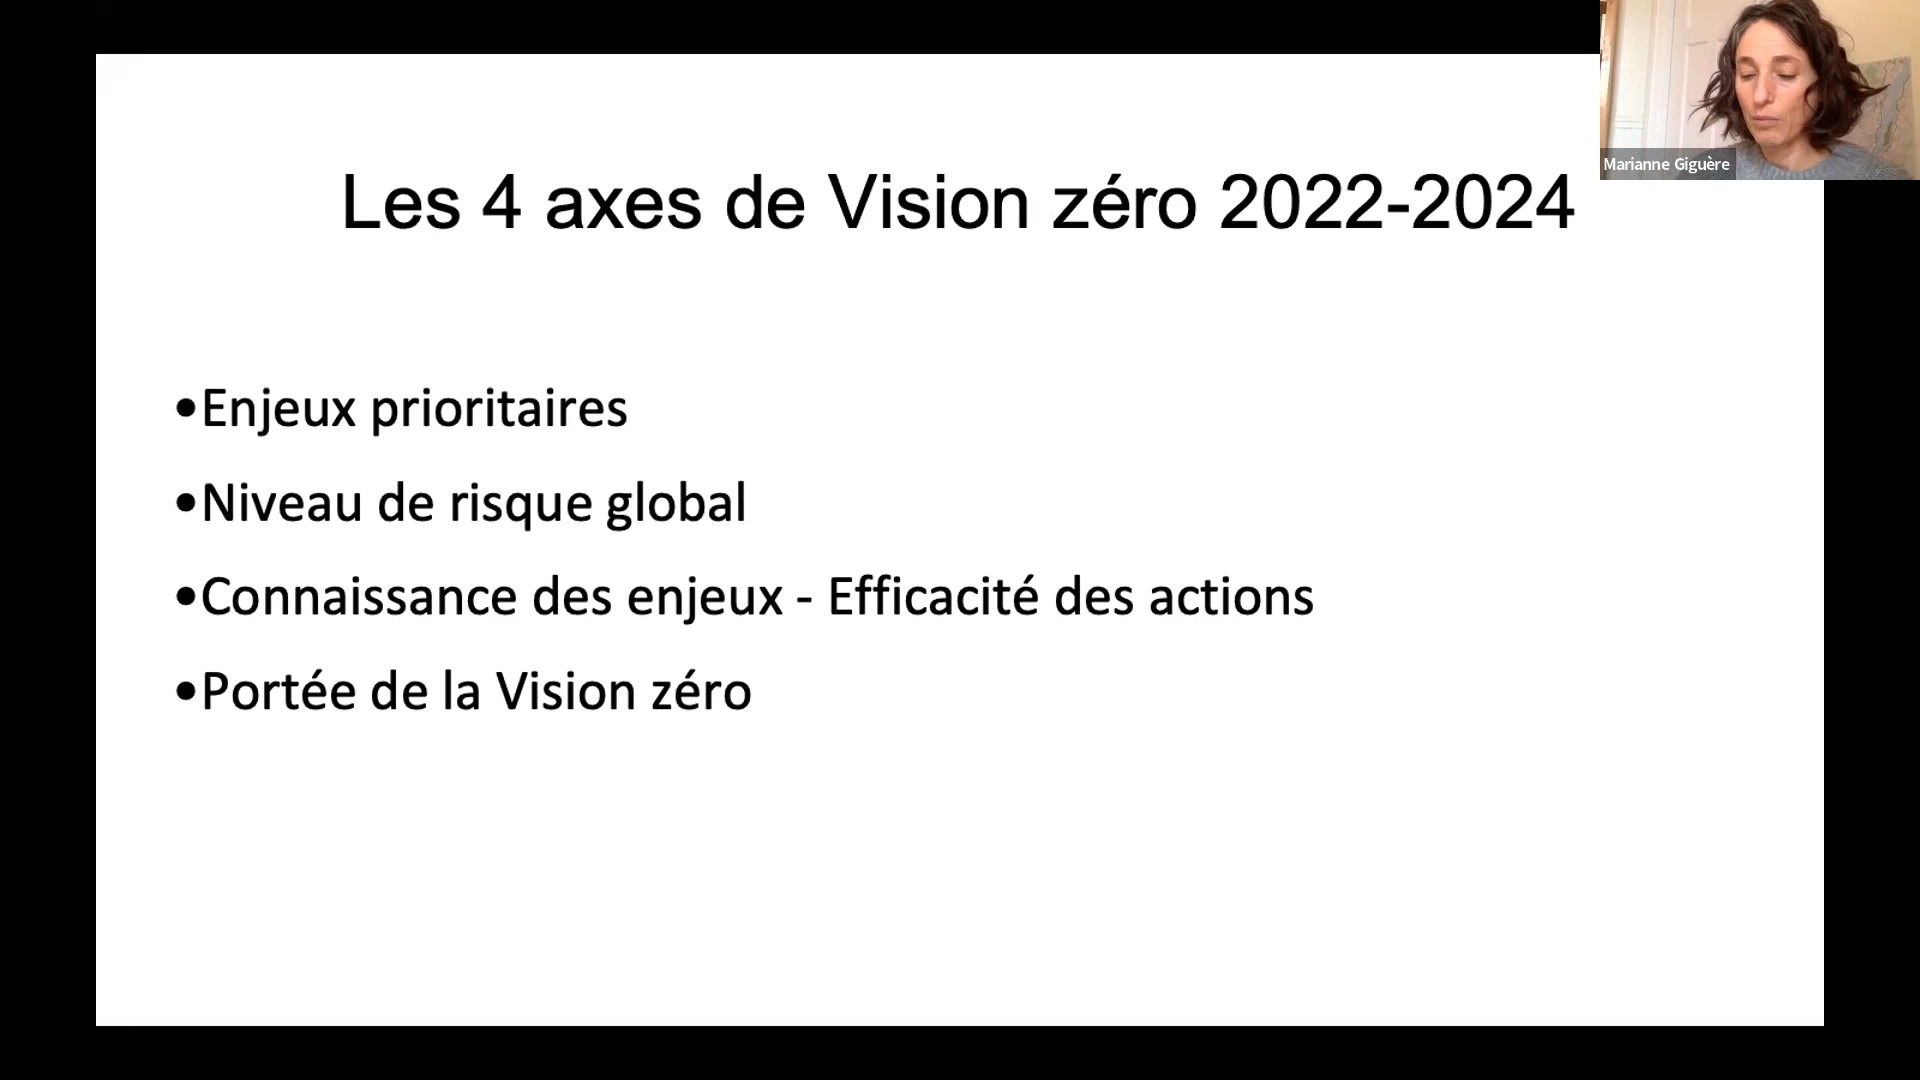 Les 4 axes de Vision zéro 2022-2024
•Enjeux prioritaires
•Niveau de risque global
•Connaissance des enjeux - Efficacité des actions
•Portée de la Vision zéro
Marianne Giguère